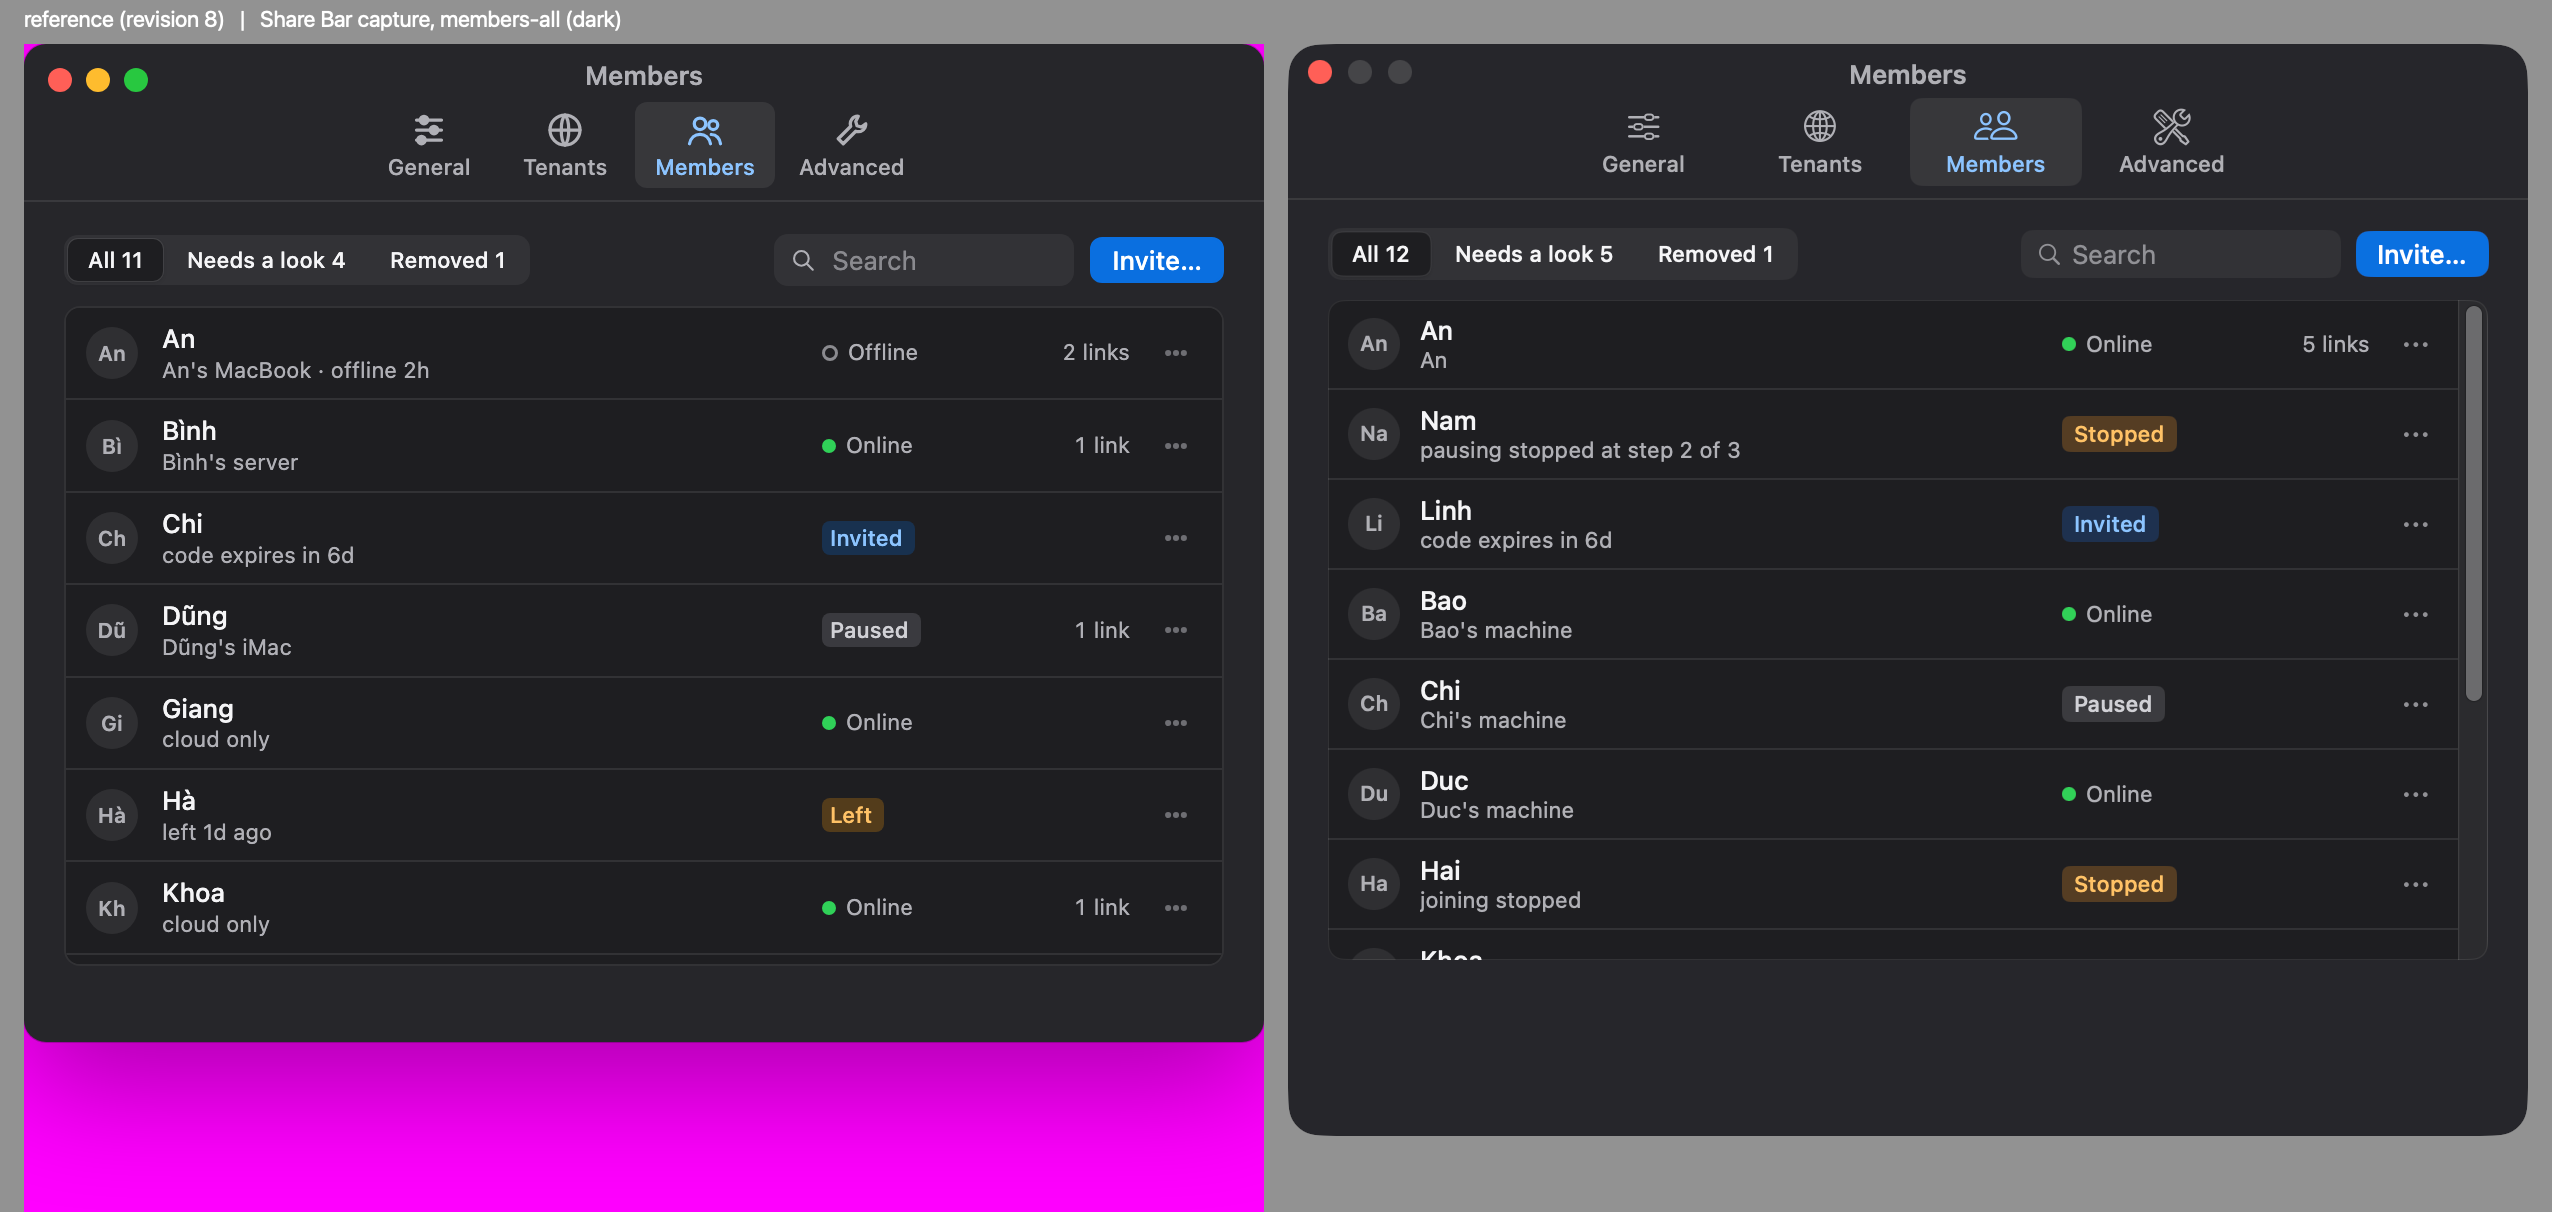 reference (revision 8) | Share Bar capture, members-all (dark)
Members
General Tenants Members Advanced
All 11 Needs a look 4 Removed 1 Search Invite...
An An Offline 2 links
An's MacBook · offline 2h
Bì Bình Online 1 link
Bình's server
Ch Chi Invited
code expires in 6d
Dũ Dũng Paused 1 link
Dũng's iMac
Gi Giang Online
cloud only
Hà Hà Left
left 1d ago
Kh Khoa Online 1 link
cloud only
Members
General Tenants Members Advanced
All 12 Needs a look 5 Removed 1 Search Invite...
An An Online 5 links
An
Na Nam Stopped
pausing stopped at step 2 of 3
Li Linh Invited
code expires in 6d
Ba Bao Online
Bao's machine
Ch Chi Paused
Chi's machine
Du Duc Online
Duc's machine
Ha Hai Stopped
joining stopped
Khoa